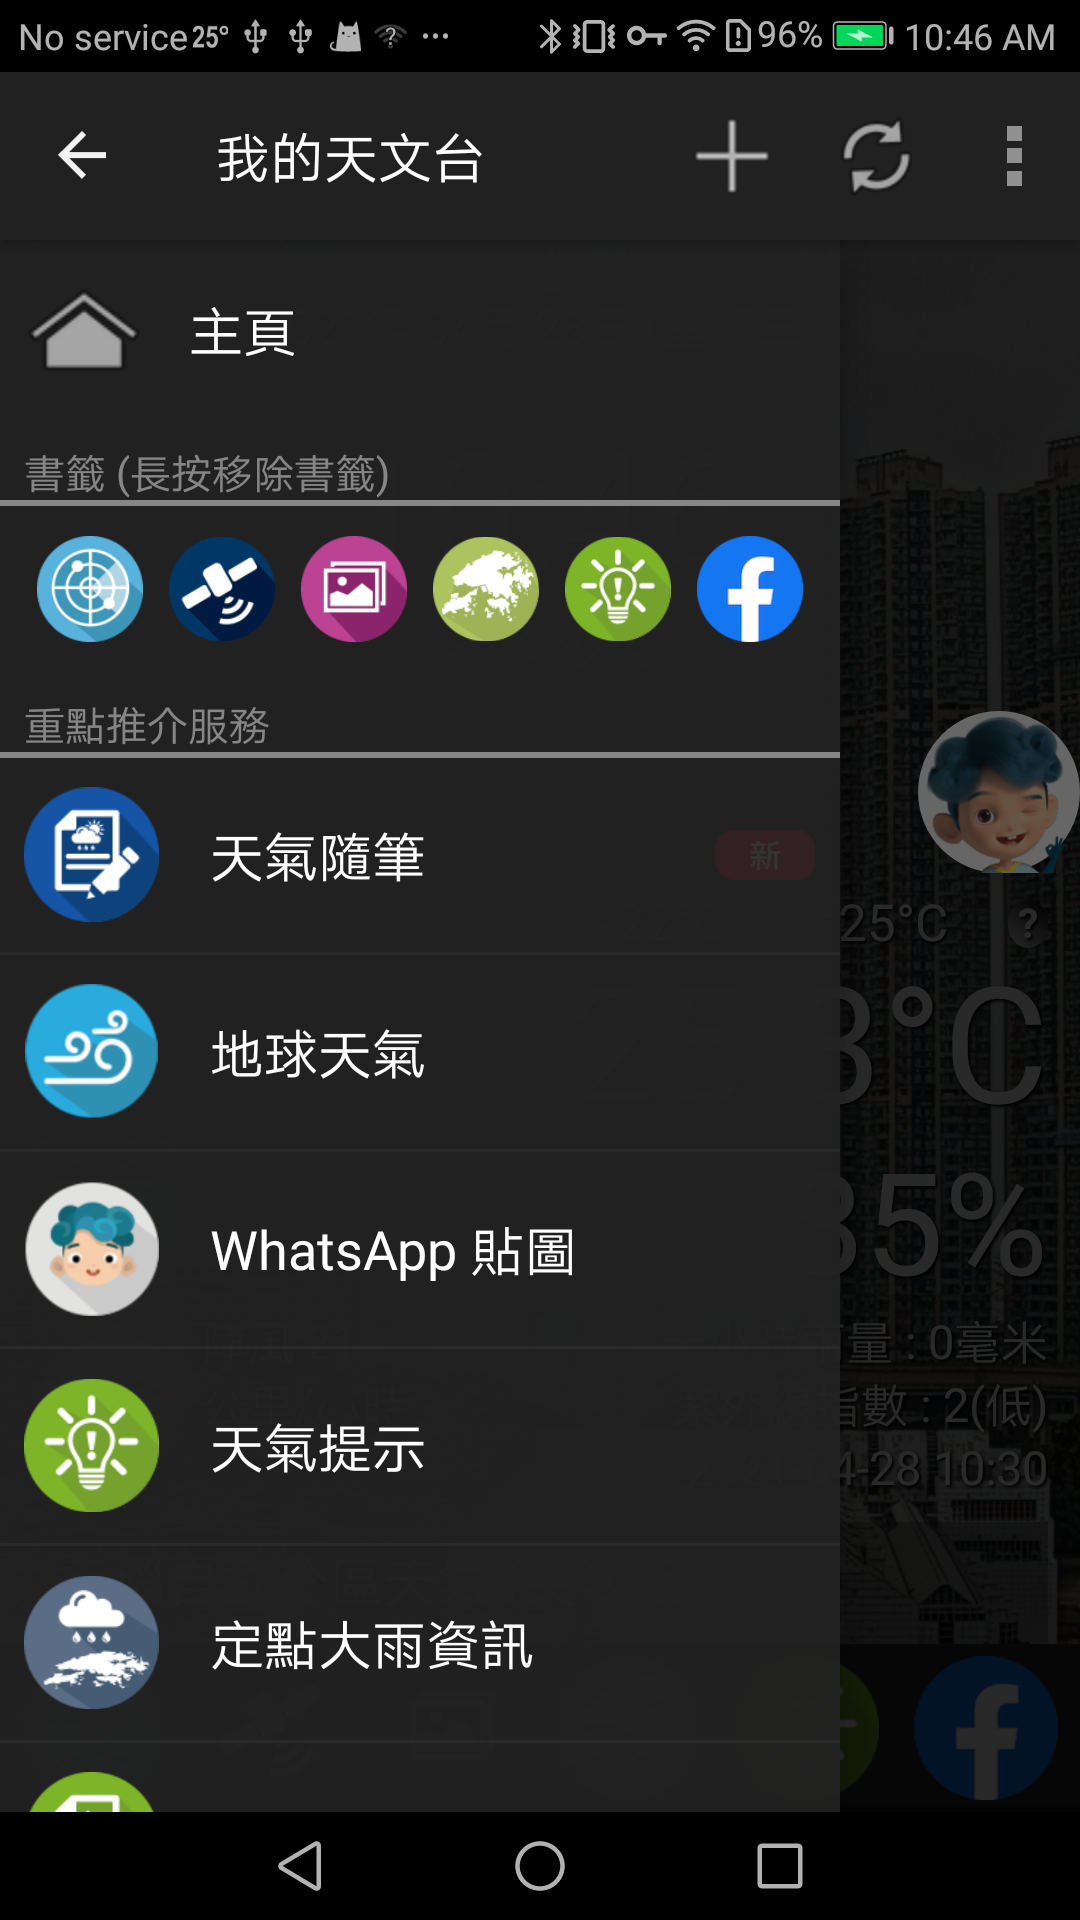 No service 25° 96% 10:46 AM
我的天文台
主頁
書籤 (長按移除書籤)
重點推介服務
天氣隨筆 新
25°C ?
地球天氣
3°C
WhatsApp 貼圖
35%
量 : 0毫米
天氣提示
指數 : 2(低)
4-28 10:30
定點大雨資訊